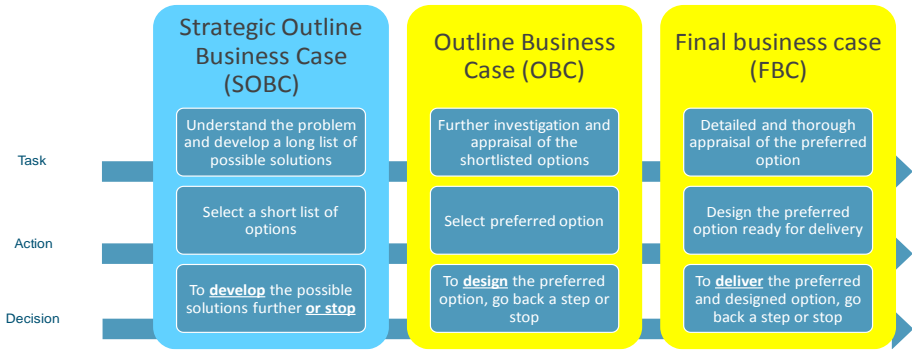 Strategic Outline
Business Case
(SOBC)
Outline Business
Case (OBC)
Final business case
(FBC)
Task
Understand the problem
and develop a long list of
possible solutions
Further investigation and
appraisal of the
shortlisted options
Detailed and thorough
appraisal of the preferred
option
Action
Select a short list of
options
Select preferred option
Design the preferred
option ready for delivery
Decision
To develop the possible
solutions further or stop
To design the preferred
option, go back a step or
stop
To deliver the preferred
and designed option, go
back a step or stop